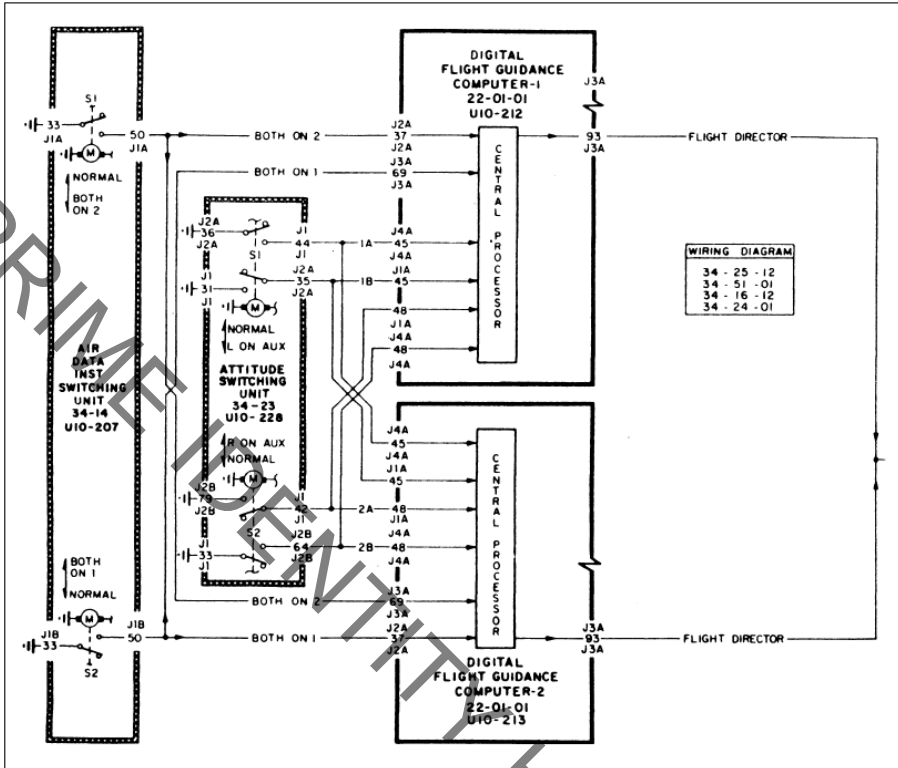 DIGITAL
FLIGHT GUIDANCE
COMPUTER-1
22-01-01
U10-212
J3A
93
J3A
FLIGHT DIRECTOR
S1
33
J1A
50
J1A
M
NORMAL
BOTH
ON 2
BOTH ON 2
J2A
37
J2A
BOTH ON 1
J3A
69
J3A
CENTRAL PROCESSOR
J2A
36
J2A
J1
44
J1
1A
J4A
45
J4A
S1
J1
31
J1
J2A
35
J2A
1B
J1A
45
48
J1A
J4A
48
J4A
M
NORMAL
L ON AUX
ATTITUDE
SWITCHING
UNIT
34-23
U10-228
AIR
DATA
INST
SWITCHING
UNIT
34-14
U10-207
WIRING DIAGRAM
34 - 25 - 12
34 - 51 - 01
34 - 16 - 12
34 - 24 - 01
R ON AUX
NORMAL
M
J2B
79
J2B
J1
42
J1
2A
J4A
45
J4A
J1A
45
48
J1A
S2
J1
33
J1
J2B
64
J2B
2B
J4A
48
J4A
CENTRAL PROCESSOR
BOTH
ON 1
NORMAL
M
J1B
33
J1B
50
S2
BOTH ON 2
J3A
69
J3A
BOTH ON 1
J2A
37
J2A
J3A
93
J3A
FLIGHT DIRECTOR
DIGITAL
FLIGHT GUIDANCE
COMPUTER-2
22-01-01
U10-213
PRIME IDENTITY